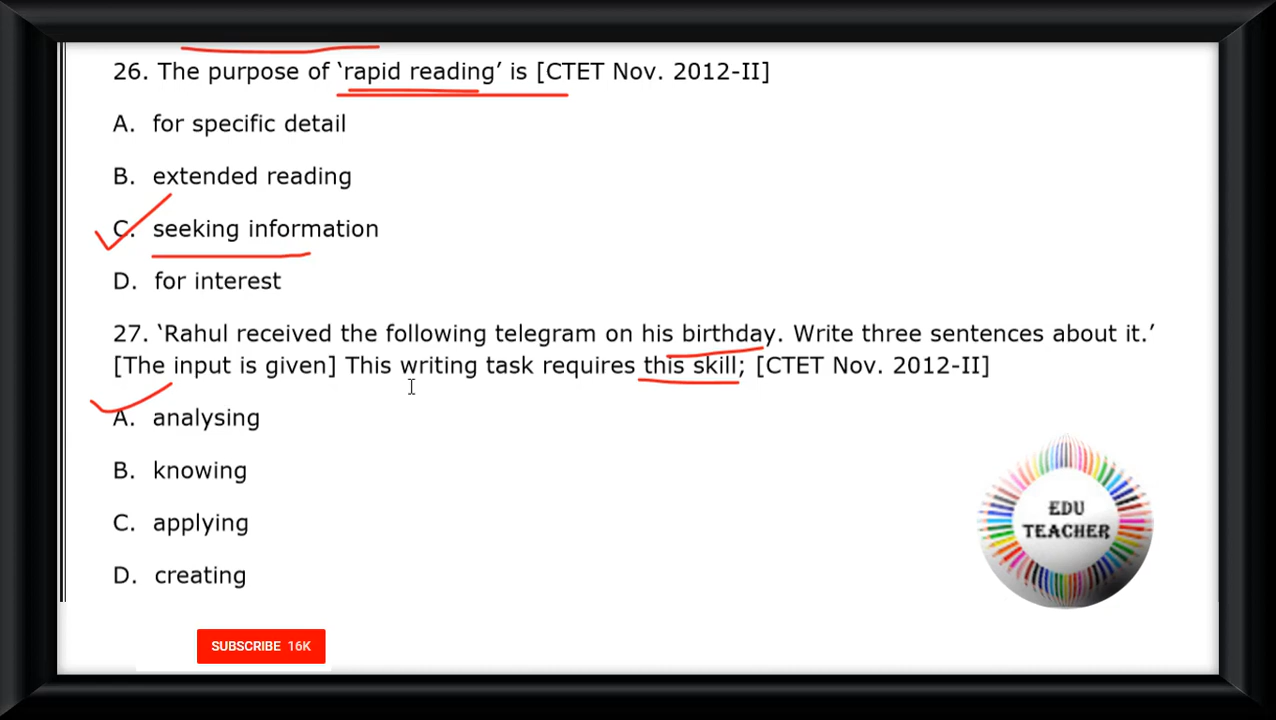 26. The purpose of ‘rapid reading’ is [CTET Nov. 2012-II]
A. for specific detail
B. extended reading
C. seeking information
D. for interest
27. ‘Rahul received the following telegram on his birthday. Write three sentences about it.’
[The input is given] This writing task requires this skill; [CTET Nov. 2012-II]
A. analysing
B. knowing
C. applying
D. creating
EDU
TEACHER
SUBSCRIBE 16K